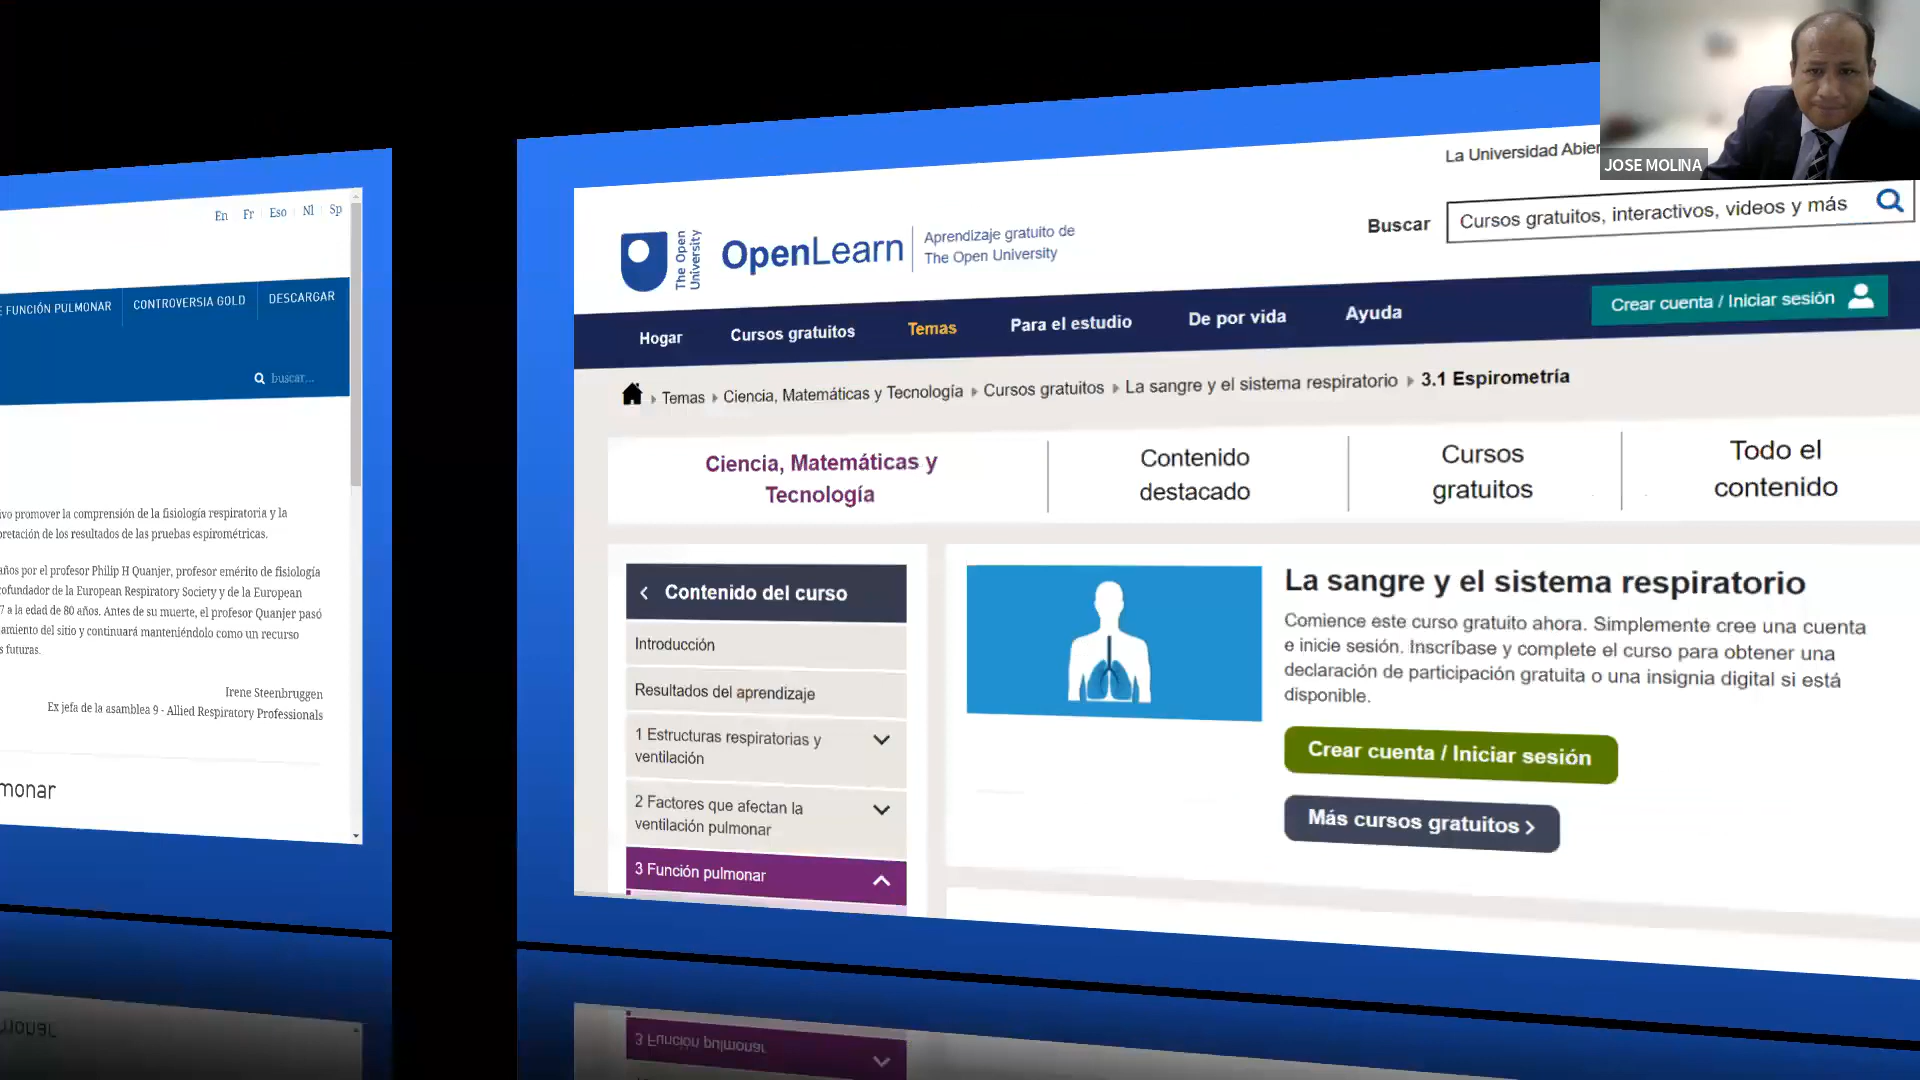 En Fr Eso Nl Sp
FUNCIÓN PULMONAR
CONTROVERSIA GOLD
DESCARGAR
buscar...
promover la comprensión de la fisiología respiratoria y la
de los resultados de las pruebas espirométricas.
por el profesor Philip H Quanjer, profesor emérito de fisiología
de la European Respiratory Society y de la European
7 a la edad de 80 años. Antes de su muerte, el profesor Quanjer pasó
del sitio y continuará manteniéndolo como un recurso
futuras.
Irene Steenbruggen
Ex jefa de la asamblea 9 - Allied Respiratory Professionals
JOSE MOLINA
La Universidad
The Open
University
OpenLearn
Aprendizaje gratuito de
The Open University
Buscar
Cursos gratuitos, interactivos, videos y más
Hogar
Cursos gratuitos
Temas
Para el estudio
De por vida
Ayuda
Crear cuenta / Iniciar sesión
Temas Ciencia, Matemáticas y Tecnología Cursos gratuitos La sangre y el sistema respiratorio 3.1 Espirometría
Ciencia, Matemáticas y
Tecnología
Contenido
destacado
Cursos
gratuitos
Todo el
contenido
Contenido del curso
Introducción
Resultados del aprendizaje
1 Estructuras respiratorias y
ventilación
2 Factores que afectan la
ventilación pulmonar
3 Función pulmonar
La sangre y el sistema respiratorio
Comience este curso gratuito ahora. Simplemente cree una cuenta
e inicie sesión. Inscríbase y complete el curso para obtener una
declaración de participación gratuita o una insignia digital si está
disponible.
Crear cuenta / Iniciar sesión
Más cursos gratuitos >